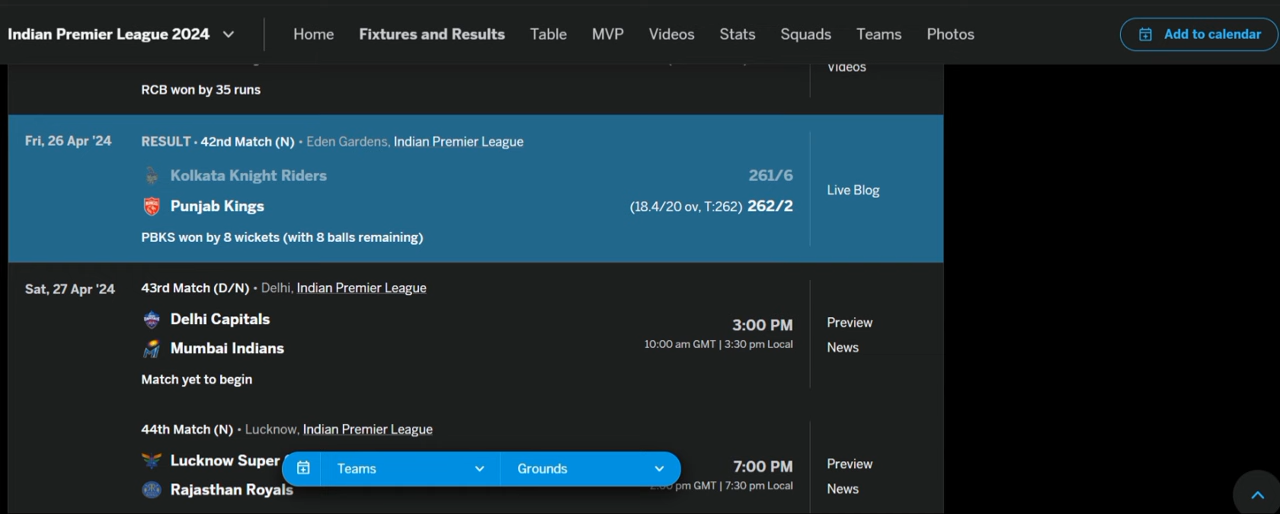 Indian Premier League 2024
Home Fixtures and Results Table MVP Videos Stats Squads Teams Photos
Add to calendar
Videos
RCB won by 35 runs
Fri, 26 Apr '24
RESULT • 42nd Match (N) • Eden Gardens, Indian Premier League
Kolkata Knight Riders 261/6
Punjab Kings (18.4/20 ov, T:262) 262/2
PBKS won by 8 wickets (with 8 balls remaining)
Live Blog
Sat, 27 Apr '24
43rd Match (D/N) • Delhi, Indian Premier League
Delhi Capitals
Mumbai Indians
3:00 PM
10:00 am GMT | 3:30 pm Local
Match yet to begin
Preview
News
44th Match (N) • Lucknow, Indian Premier League
Lucknow Super
Rajasthan Royals
Teams Grounds
7:00 PM
pm GMT | 7:30 pm Local
Preview
News